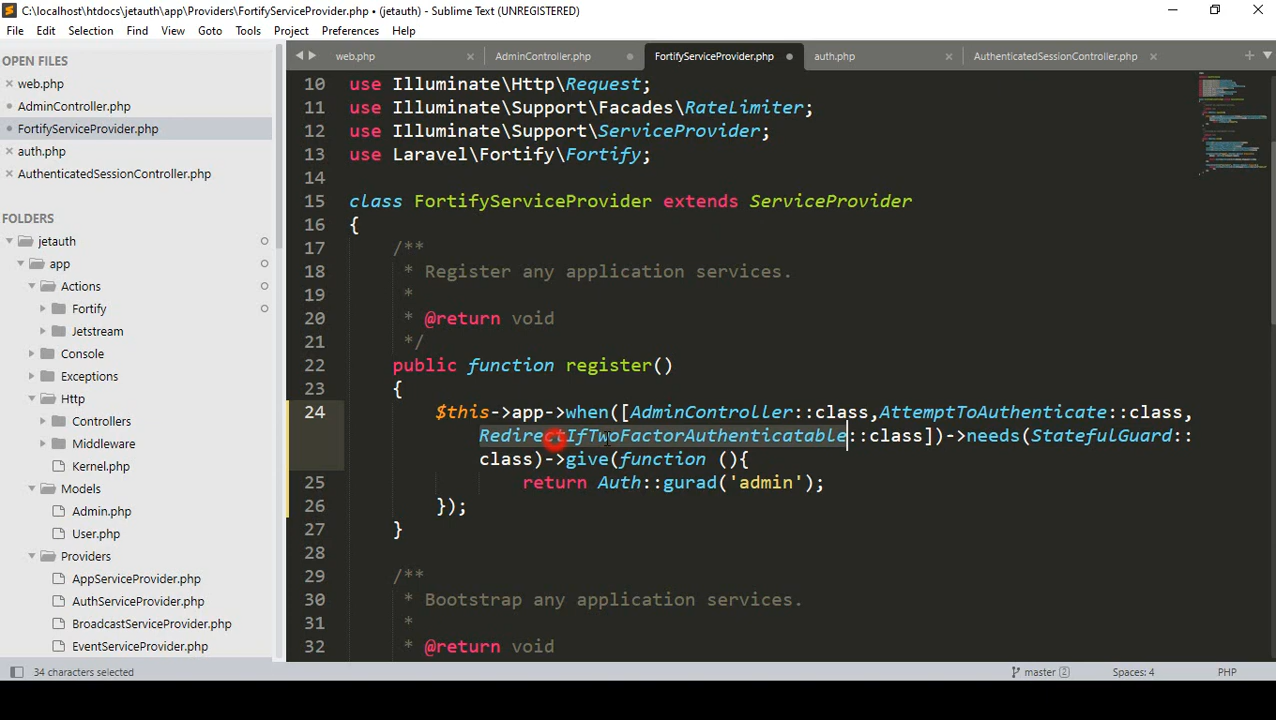 C:\localhost\htdocs\jetauth\app\Providers\FortifyServiceProvider.php • (jetauth) - Sublime Text (UNREGISTERED)
File Edit Selection Find View Goto Tools Project Preferences Help
OPEN FILES
web.php
AdminController.php
FortifyServiceProvider.php
auth.php
AuthenticatedSessionController.php
FOLDERS
jetauth
app
Actions
Fortify
Jetstream
Console
Exceptions
Http
Controllers
Middleware
Kernel.php
Models
Admin.php
User.php
Providers
AppServiceProvider.php
AuthServiceProvider.php
BroadcastServiceProvider.php
EventServiceProvider.php
web.php AdminController.php FortifyServiceProvider.php auth.php AuthenticatedSessionController.php
10 use Illuminate\Http\Request;
11 use Illuminate\Support\Facades\RateLimiter;
12 use Illuminate\Support\ServiceProvider;
13 use Laravel\Fortify\Fortify;
14
15 class FortifyServiceProvider extends ServiceProvider
16 {
17 /**
18 * Register any application services.
19 *
20 * @return void
21 */
22 public function register()
23 {
24 $this->app->when([AdminController::class,AttemptToAuthenticate::class,
RedirectIfTwoFactorAuthenticatable::class])->needs(StatefulGuard::
class)->give(function (){
25 return Auth::gurad('admin');
26 });
27 }
28
29 /**
30 * Bootstrap any application services.
31 *
32 * @return void
34 characters selected master 2 Spaces: 4 PHP